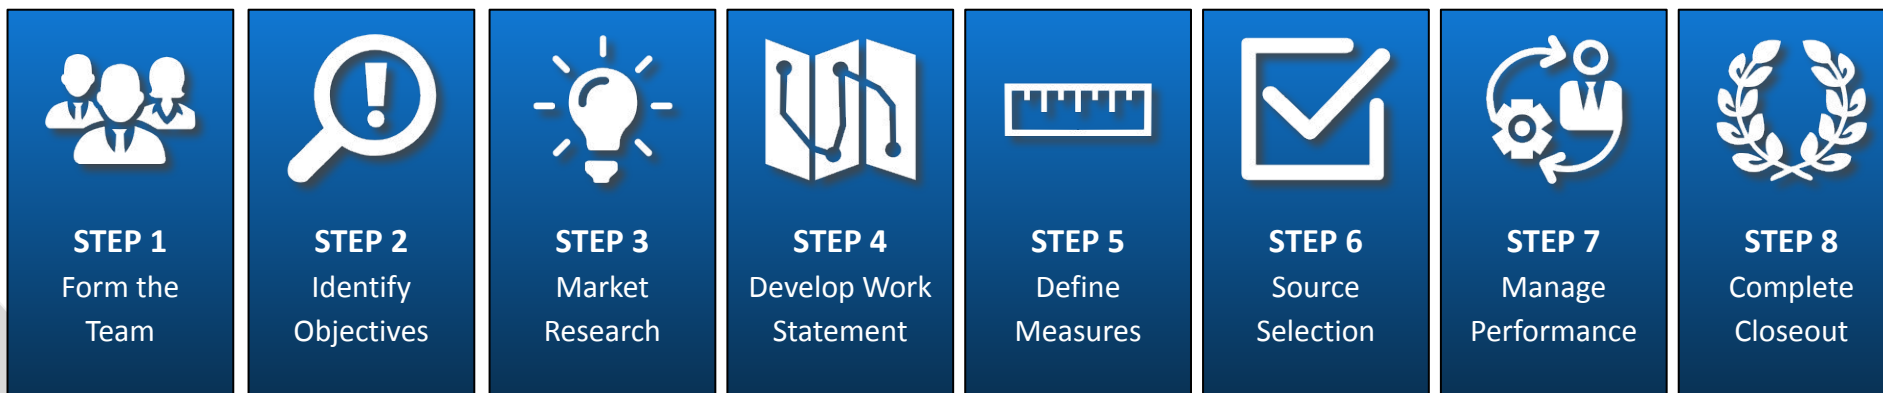 STEP 1
Form the
Team
STEP 2
Identify
Objectives
STEP 3
Market
Research
STEP 4
Develop Work
Statement
STEP 5
Define
Measures
STEP 6
Source
Selection
STEP 7
Manage
Performance
STEP 8
Complete
Closeout